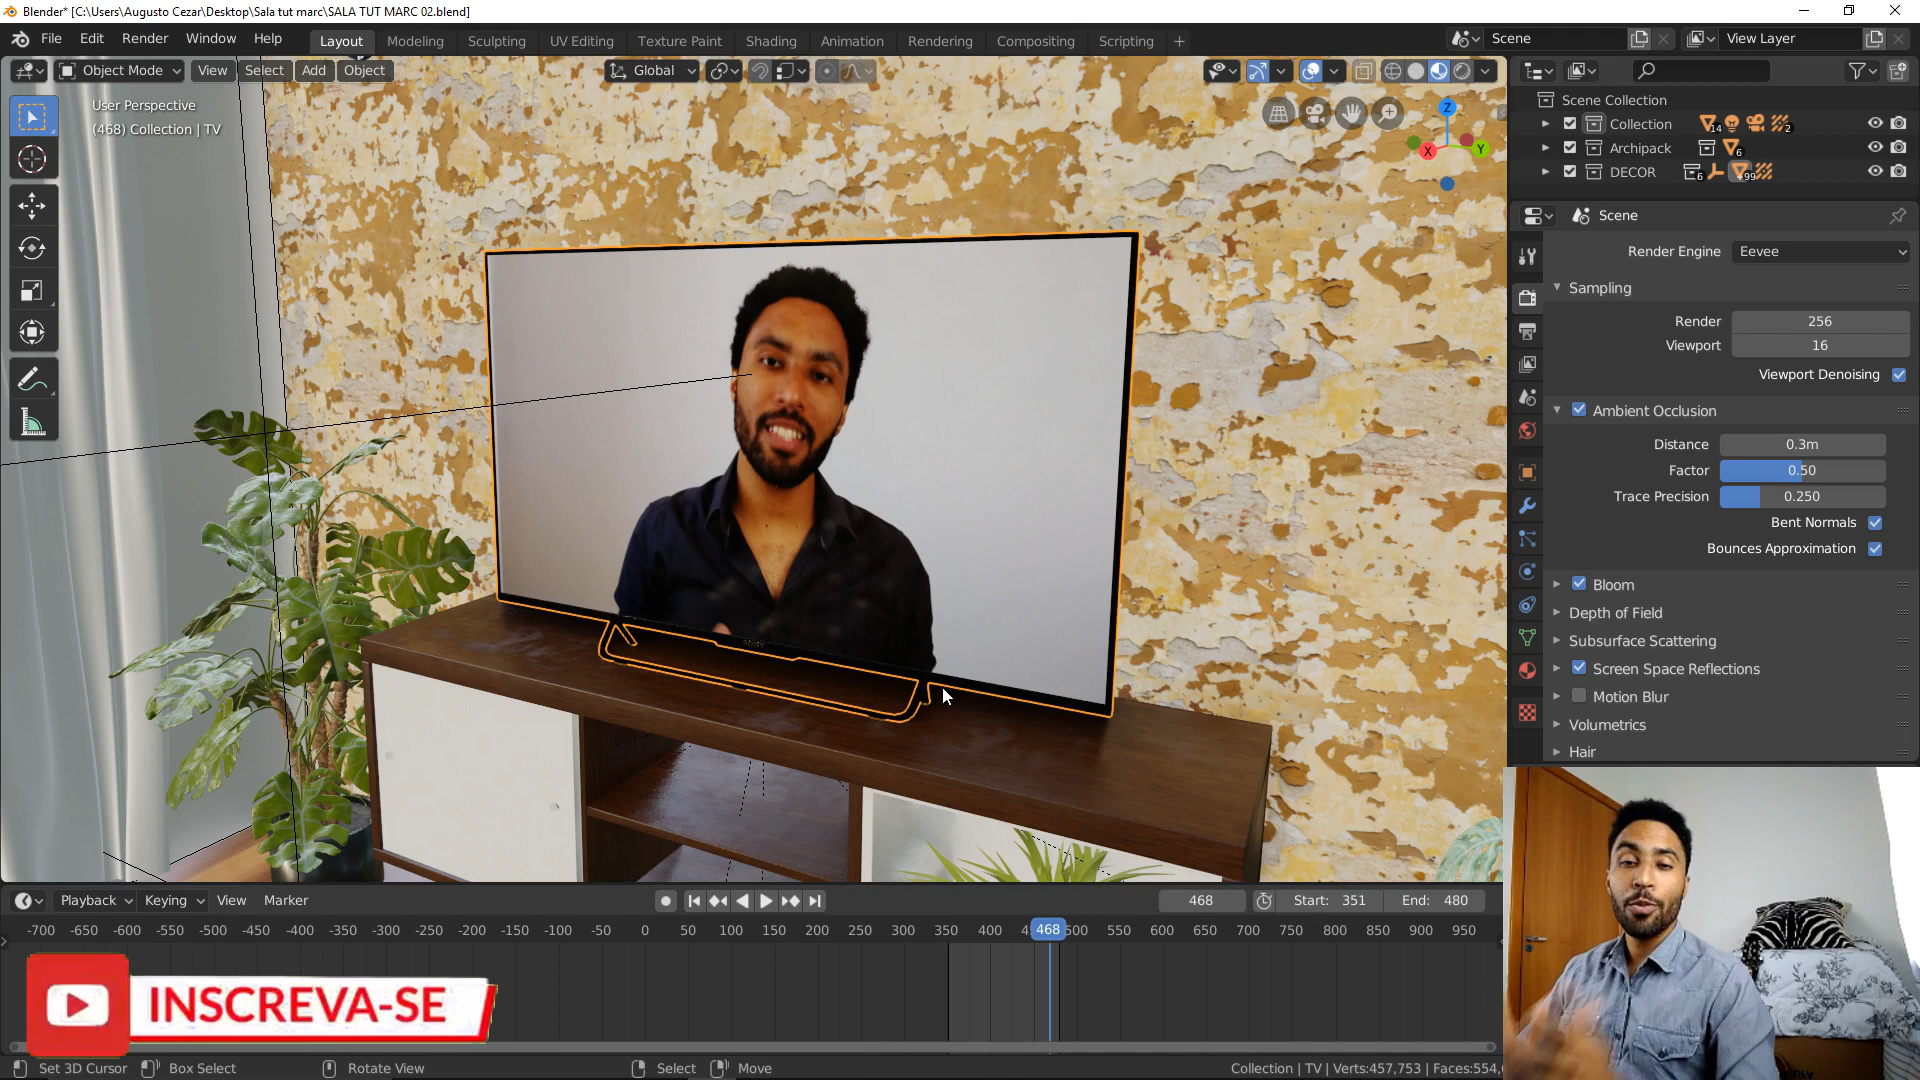 Blender* [C:\Users\Augusto Cezar\Desktop\Sala tut marc\SALA TUT MARC 02.blend]
File Edit Render Window Help
Layout Modeling Sculpting UV Editing Texture Paint Shading Animation Rendering Compositing Scripting +
Scene
View Layer
Object Mode View Select Add Object
Global
User Perspective
(468) Collection | TV
Z
X
Y
Scene Collection
Collection 14 2
Archipack 6
DECOR 6 +99
Scene
Render Engine Eevee
Sampling
Render 256
Viewport 16
Viewport Denoising
Ambient Occlusion
Distance 0.3m
Factor 0.50
Trace Precision 0.250
Bent Normals
Bounces Approximation
Bloom
Depth of Field
Subsurface Scattering
Screen Space Reflections
Motion Blur
Volumetrics
Hair
Playback Keying View Marker
468 Start: 351 End: 480
-700 -650 -600 -550 -500 -450 -400 -350 -300 -250 -200 -150 -100 -50 0 50 100 150 200 250 300 350 400 468 500 550 600 650 700 750 800 850 900 950
INSCREVA-SE
Set 3D Cursor Box Select Rotate View Select Move
Collection | TV | Verts:457,753 | Faces:554,